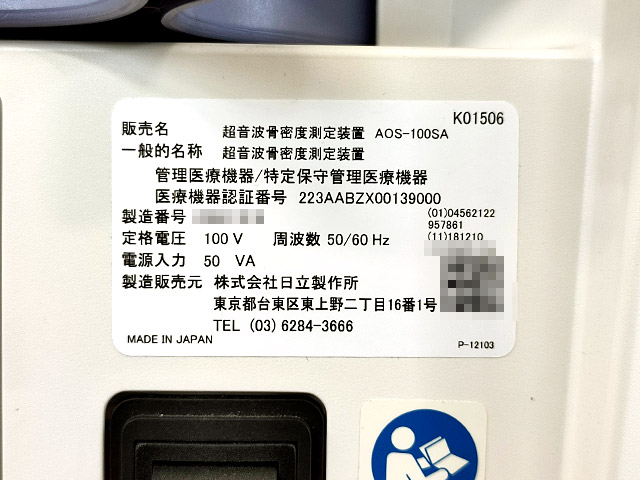 K01506
販売名 超音波骨密度測定装置 AOS-100SA
一般的名称 超音波骨密度測定装置
管理医療機器/特定保守管理医療機器
医療機器認証番号 223AABZX00139000
製造番号
(01)04562122
957861
(11)181210
定格電圧 100 V 周波数 50/60 Hz
電源入力 50 VA
製造販売元 株式会社日立製作所
東京都台東区東上野二丁目16番1号
TEL (03) 6284-3666
MADE IN JAPAN
P-12103